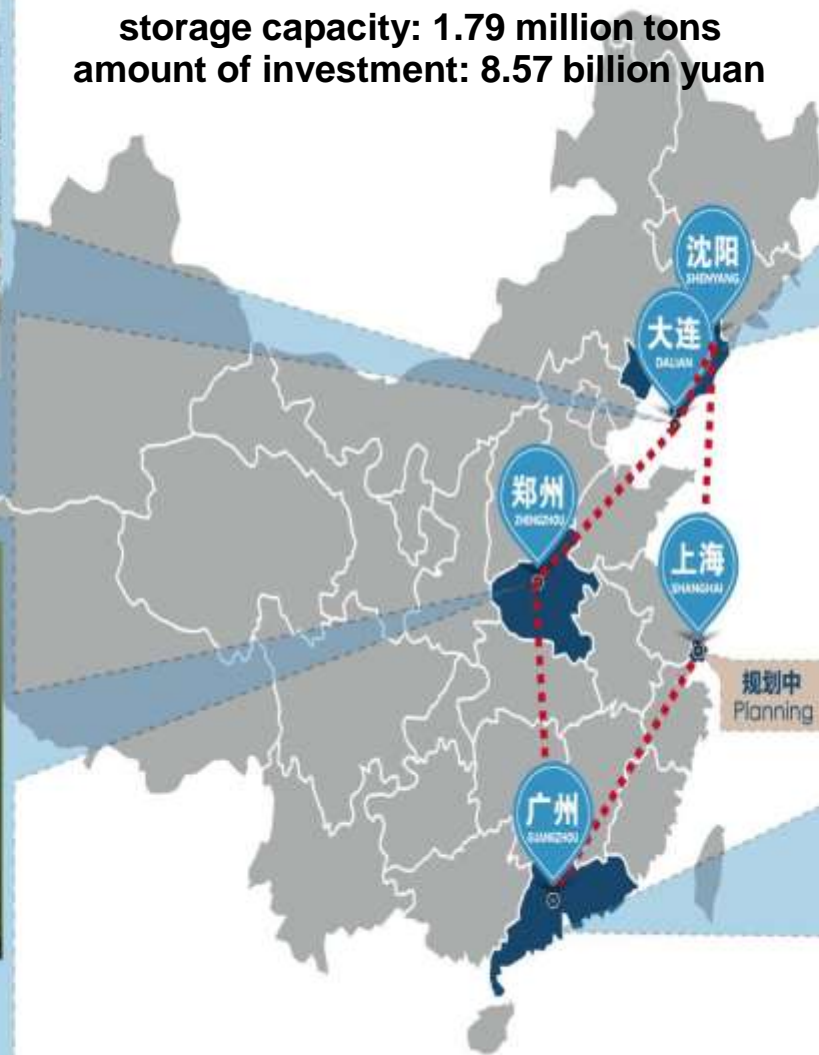 storage capacity: 1.79 million tons
amount of investment: 8.57 billion yuan
沈阳
SHENYANG
大连
DALIAN
郑州
ZHENGZHOU
上海
SHANGHAI
规划中
Planning
广州
GUANGZHOU